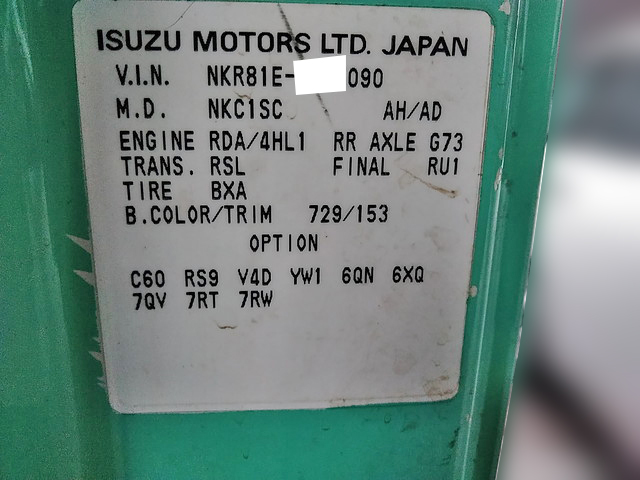 ISUZU MOTORS LTD. JAPAN
V.I.N. NKR81E- 090
M.D. NKC1SC AH/AD
ENGINE RDA/4HL1 RR AXLE G73
TRANS. RSL FINAL RU1
TIRE BXA
B.COLOR/TRIM 729/153
OPTION
C60 RS9 V4D YW1 6QN 6XQ
7QV 7RT 7RW